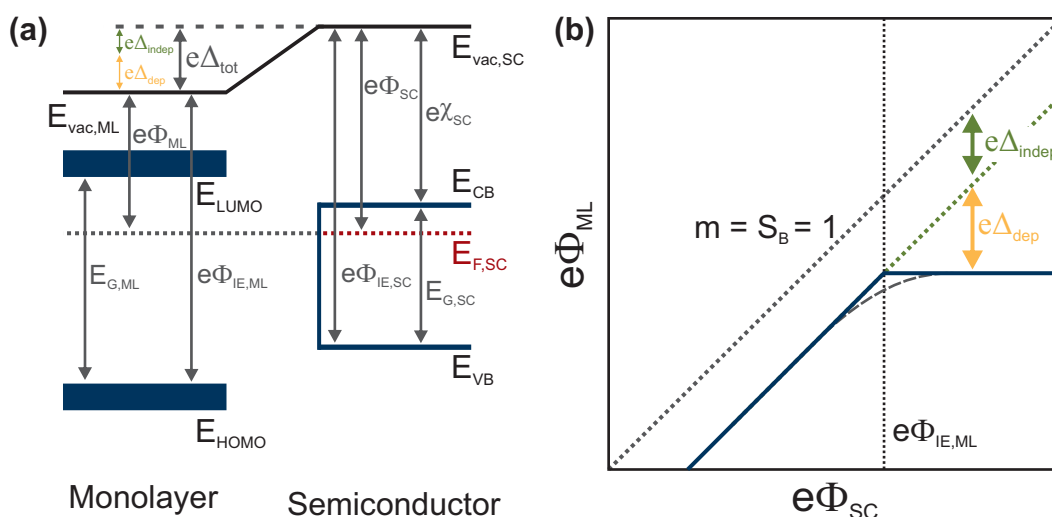 (a)
eΔindep
eΔdep
eΔtot
Evac,SC
eΦSC
eχSC
Evac,ML
eΦML
ELUMO
ECB
EF,SC
EG,ML
eΦIE,ML
eΦIE,SC
EG,SC
EVB
EHOMO
Monolayer
Semiconductor
(b)
eΦML
m = SB = 1
eΔindep
eΔdep
eΦIE,ML
eΦSC